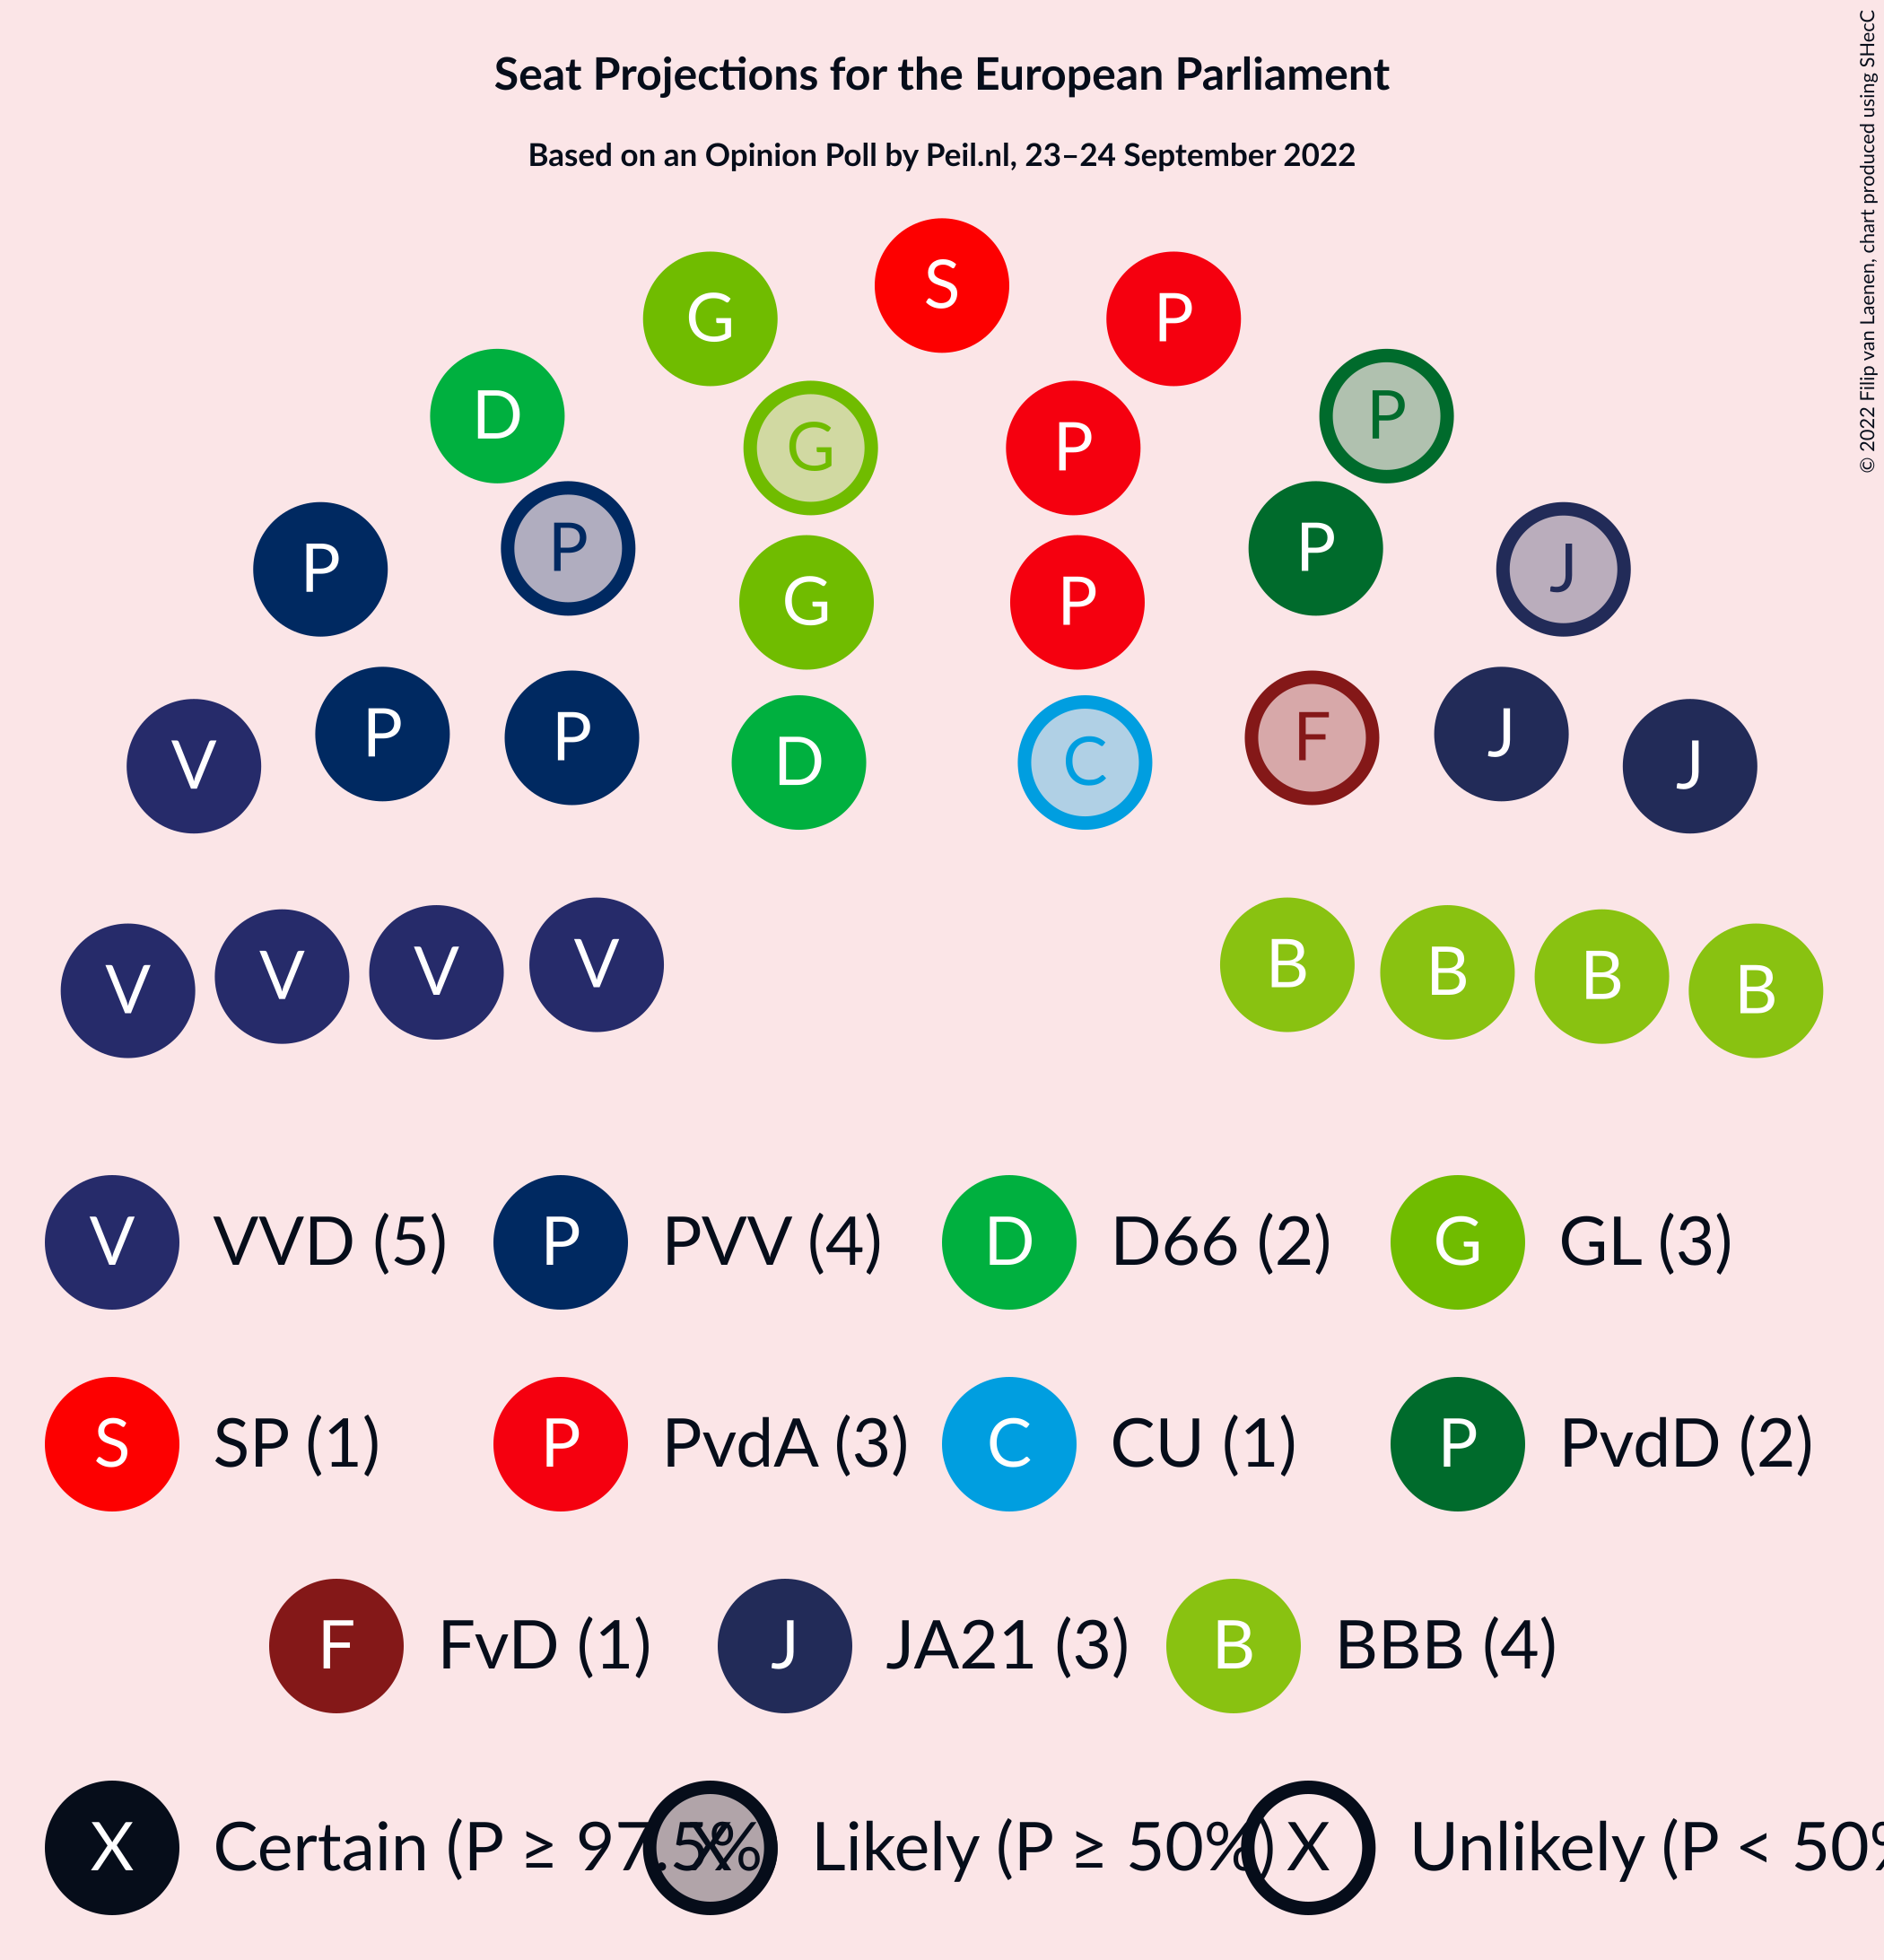 Seat Projections for the European Parliament
Based on an Opinion Poll by Peil.nl, 23–24 September 2022
© 2022 Filip van Laenen, chart produced using SHecC
S
G P
D P
G P
P P
P J
G P
V P P D C F J J
V V V V B B B B
V VVD (5) P PVV (4) D D66 (2) G GL (3)
S SP (1) P PvdA (3) C CU (1) P PvdD (2)
F FvD (1) J JA21 (3) B BBB (4)
X Certain (P ≥ 97.5% X Likely (P ≥ 50%) X Unlikely (P < 50%